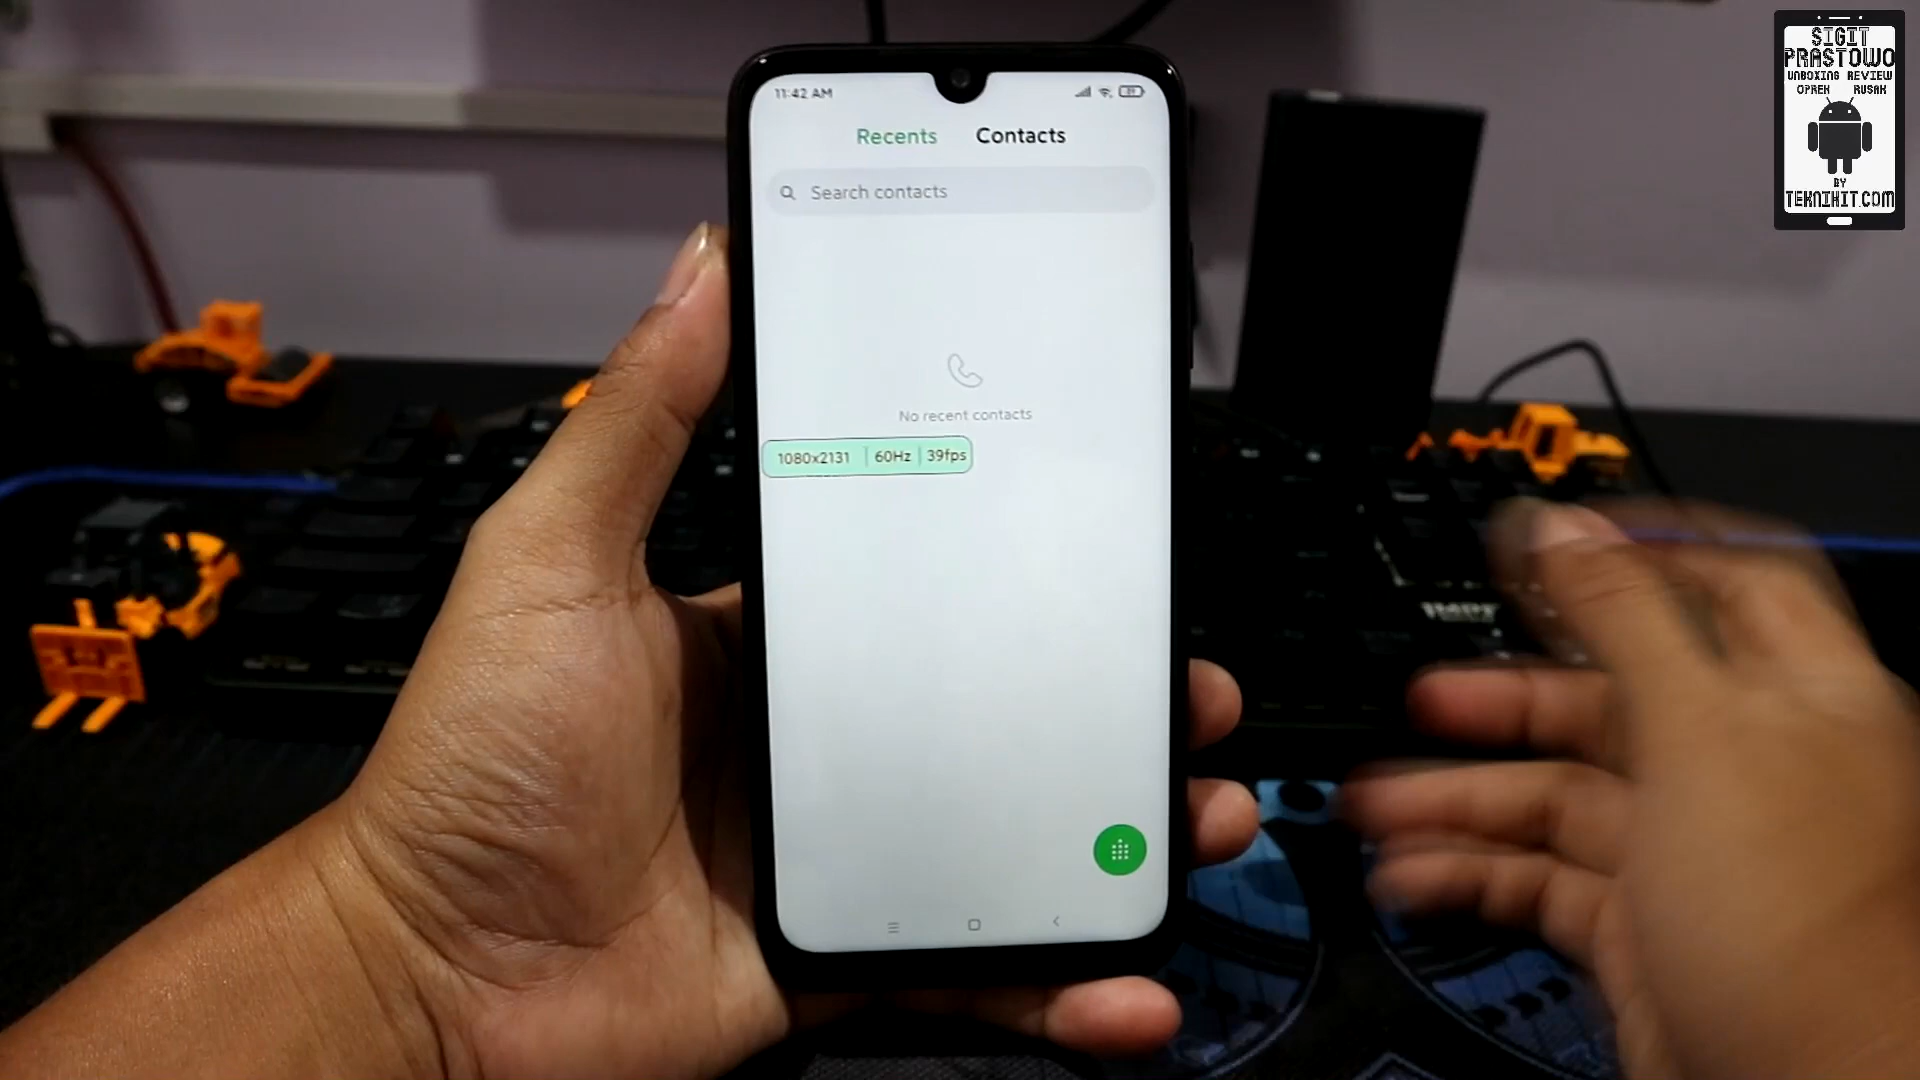 11:42 AM
Recents Contacts
Search contacts
No recent contacts
1080x2131 60Hz 39fps
SIGIT
PRASTOWO
UNBOXING REVIEW
OPREK RUSAK
BY
TEKNIKIT.COM